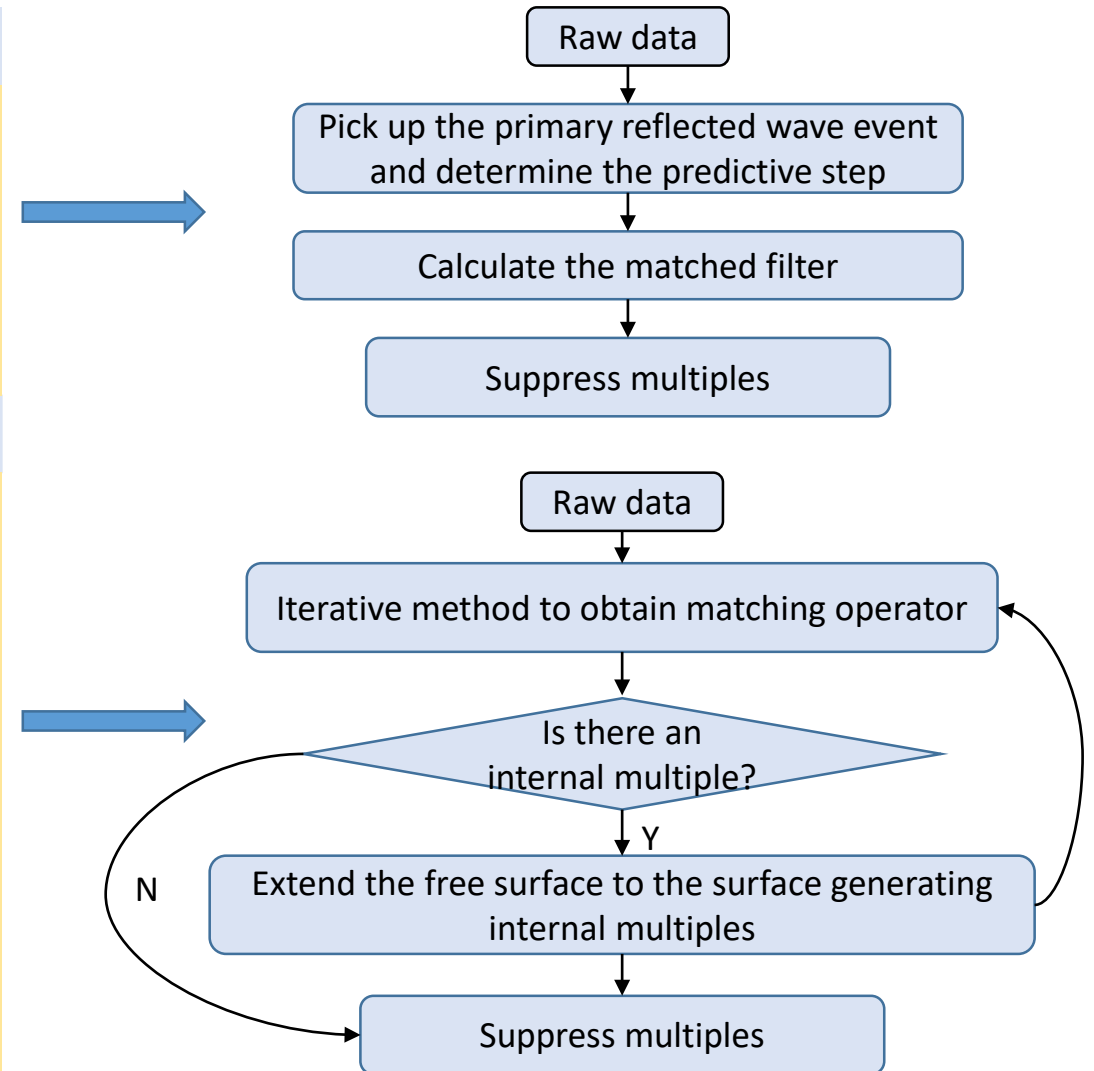 Raw data
Pick up the primary reflected wave event
and determine the predictive step
Calculate the matched filter
Suppress multiples
Raw data
Iterative method to obtain matching operator
Is there an
internal multiple?
Y
N
Extend the free surface to the surface generating
internal multiples
Suppress multiples